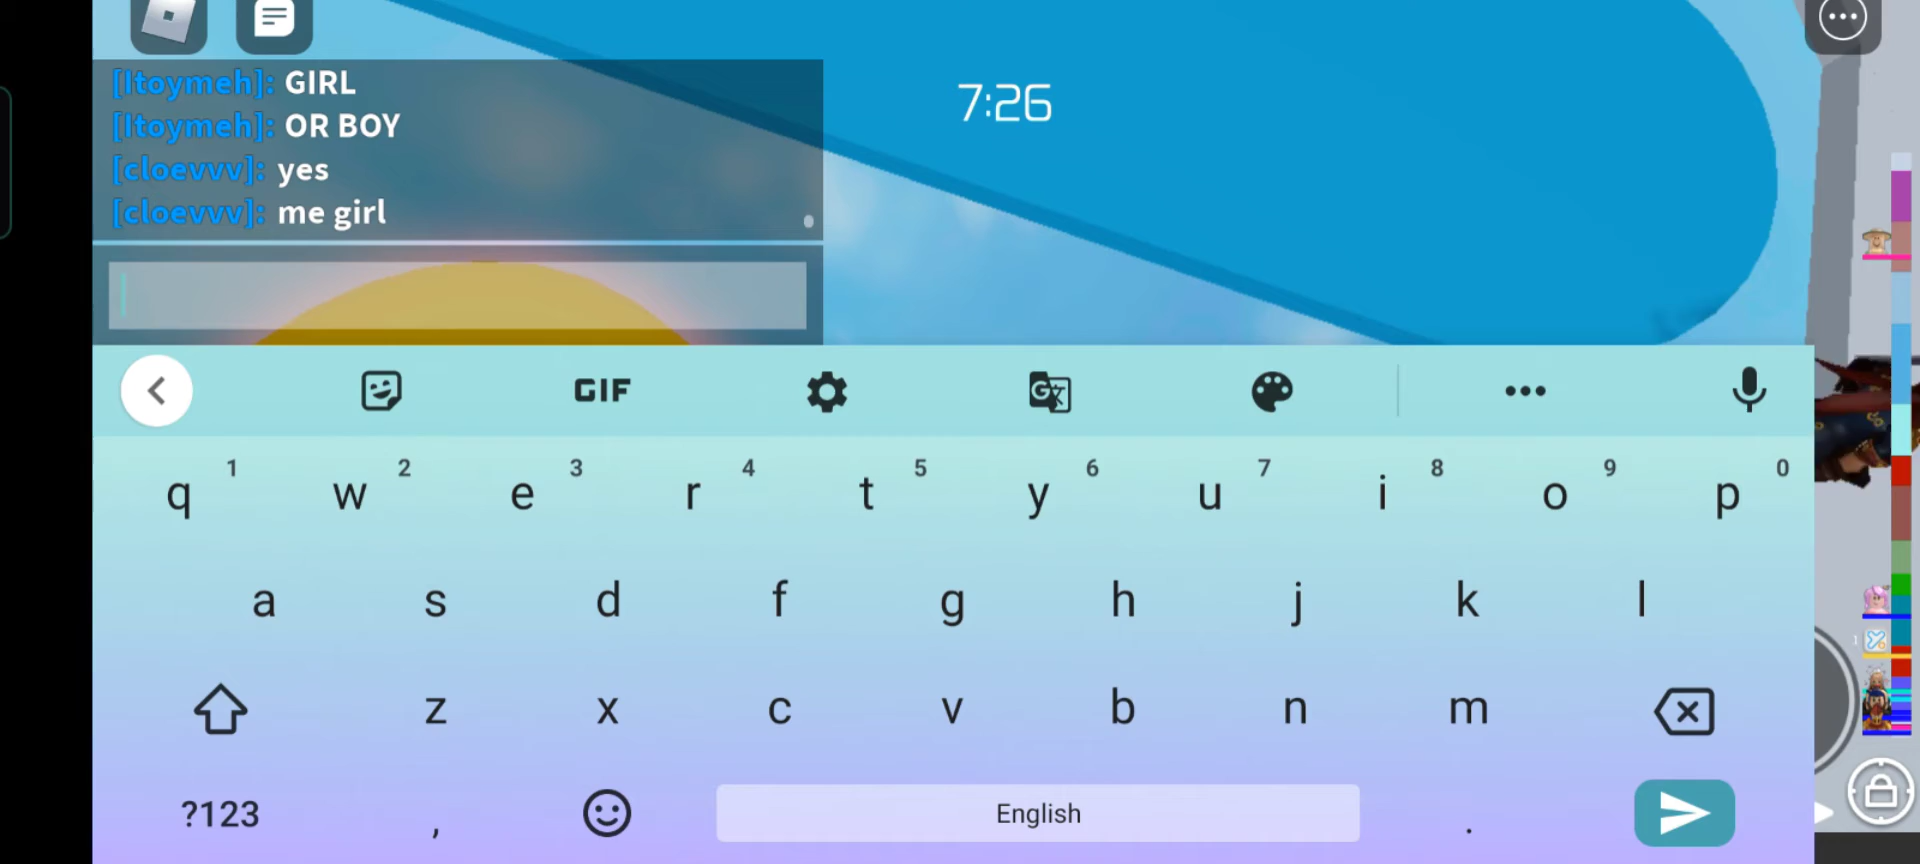 [Itoymeh]: GIRL
[Itoymeh]: OR BOY
[cloevvv]: yes
[cloevvv]: me girl
7:26
GIF
q 1 w 2 e 3 r 4 t 5 y 6 u 7 i 8 o 9 p 0
a s d f g h j k l
z x c v b n m
?123 , English .
1